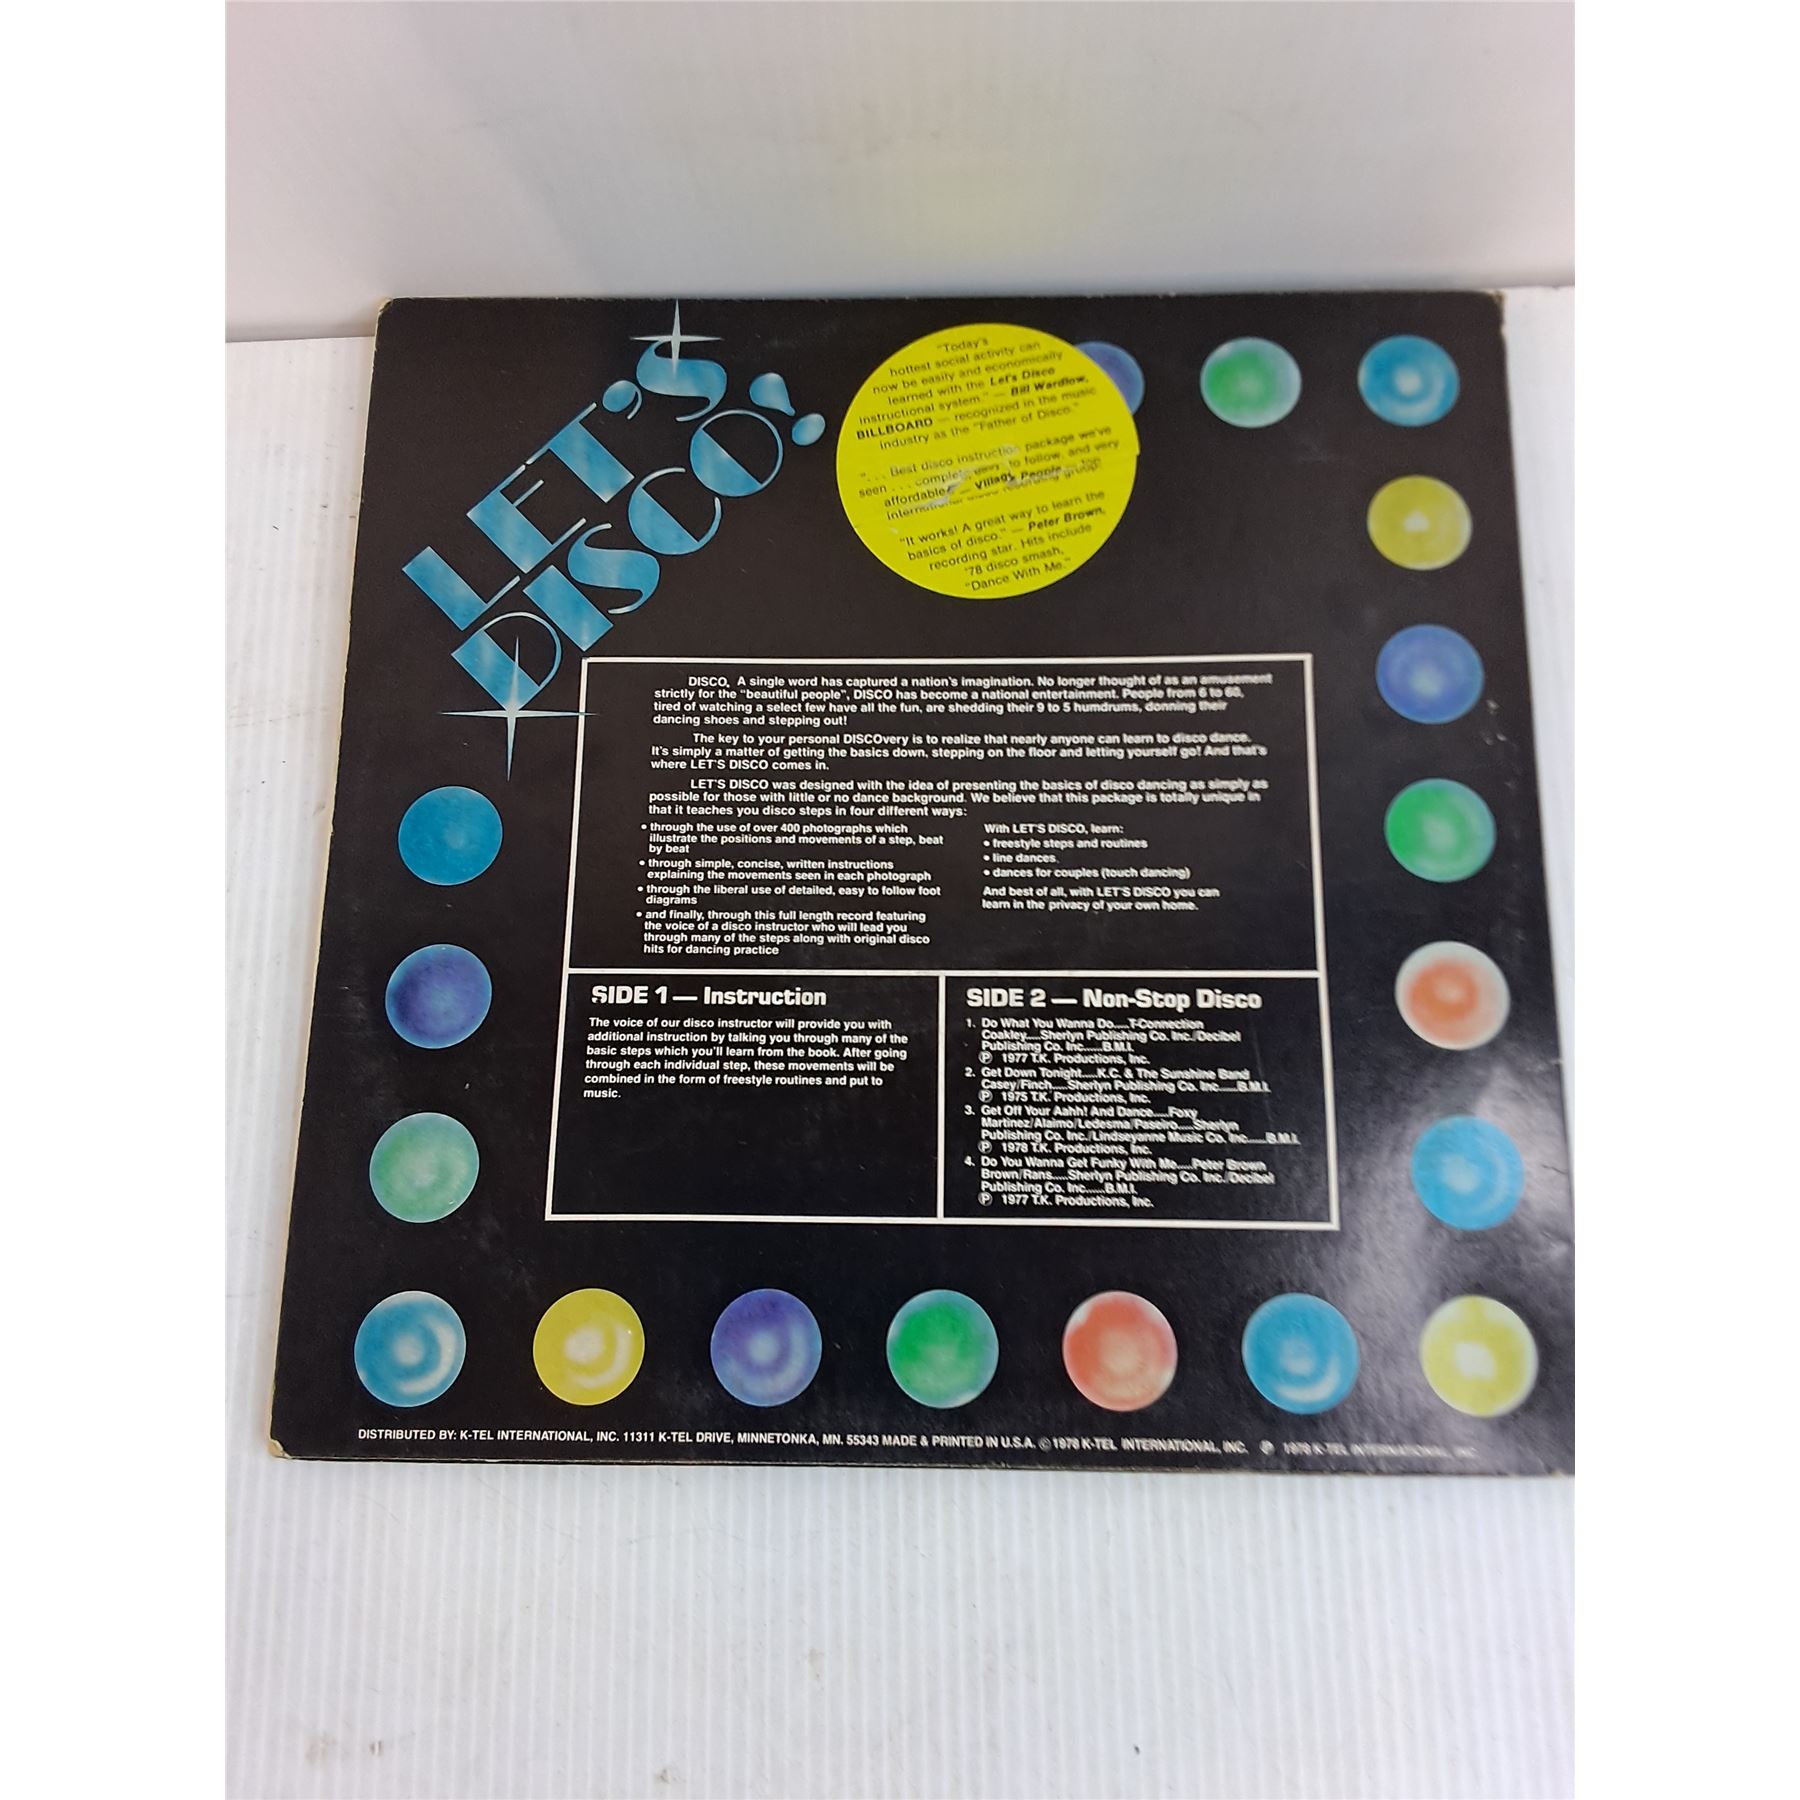 LET'S
DISCO!
"Today's
hottest social activity can
now be easily and economically
learned with the Let's Disco
instructional system." — Bill Wardlow,
BILLBOARD — recognized in the music
industry as the "Father of Disco."
". . . Best disco instruction package we've
seen . . . complete, easy to follow, and very
affordable — Village People — top
international disco recording group.
"It works! A great way to learn the
basics of disco." — Peter Brown,
recording star. Hits include
'78 disco smash,
"Dance With Me."
DISCO. A single word has captured a nation's imagination. No longer thought of as an amusement
strictly for the "beautiful people", DISCO has become a national entertainment. People from 6 to 60,
tired of watching a select few have all the fun, are shedding their 9 to 5 humdrums, donning their
dancing shoes and stepping out!
The key to your personal DISCOvery is to realize that nearly anyone can learn to disco dance.
It's simply a matter of getting the basics down, stepping on the floor and letting yourself go! And that's
where LET'S DISCO comes in.
LET'S DISCO was designed with the idea of presenting the basics of disco dancing as simply as
possible for those with little or no dance background. We believe that this package is totally unique in
that it teaches you disco steps in four different ways:
• through the use of over 400 photographs which
illustrate the positions and movements of a step, beat
by beat
• through simple, concise, written instructions
explaining the movements seen in each photograph
• through the liberal use of detailed, easy to follow foot
diagrams
• and finally, through this full length record featuring
the voice of a disco instructor who will lead you
through many of the steps along with original disco
hits for dancing practice
With LET'S DISCO, learn:
• freestyle steps and routines
• line dances
• dances for couples (touch dancing)
And best of all, with LET'S DISCO you can
learn in the privacy of your own home.
SIDE 1 — Instruction
The voice of our disco instructor will provide you with
additional instruction by talking you through many of the
basic steps which you'll learn from the book. After going
through each individual step, these movements will be
combined in the form of freestyle routines and put to
music.
SIDE 2 — Non-Stop Disco
1. Do What You Wanna Do.....T-Connection
Coakley.....Sherlyn Publishing Co. Inc./Decibel
Publishing Co. Inc......B.M.I.
℗ 1977 T.K. Productions, Inc.
2. Get Down Tonight.....K.C. & The Sunshine Band
Casey/Finch.....Sherlyn Publishing Co. Inc......B.M.I.
℗ 1975 T.K. Productions, Inc.
3. Get Off Your Aahh! And Dance.....Foxy
Martinez/Alaimo/Ledesma/Paseiro.....Sherlyn
Publishing Co. Inc./Lindseyanne Music Co. Inc......B.M.I.
℗ 1978 T.K. Productions, Inc.
4. Do You Wanna Get Funky With Me.....Peter Brown
Brown/Rans.....Sherlyn Publishing Co. Inc./Decibel
Publishing Co. Inc......B.M.I.
℗ 1977 T.K. Productions, Inc.
DISTRIBUTED BY: K-TEL INTERNATIONAL, INC. 11311 K-TEL DRIVE, MINNETONKA, MN. 55343 MADE & PRINTED IN U.S.A. © 1978 K-TEL INTERNATIONAL, INC. ℗ 1978 K-TEL INTERNATIONAL, INC.